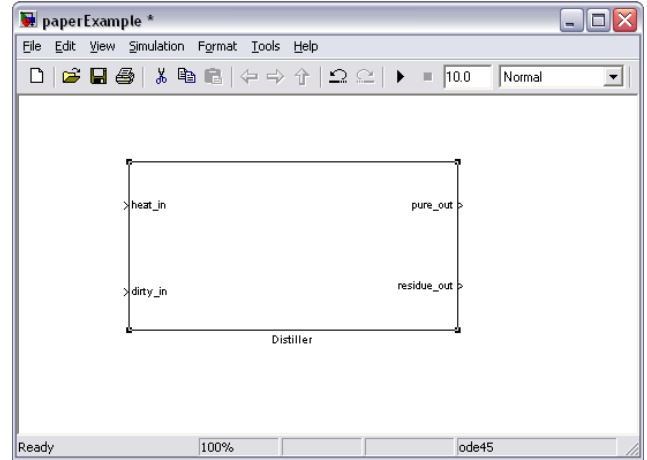 paperExample *
File Edit View Simulation Format Tools Help
10.0 Normal
heat_in pure_out
dirty_in residue_out
Distiller
Ready 100% ode45